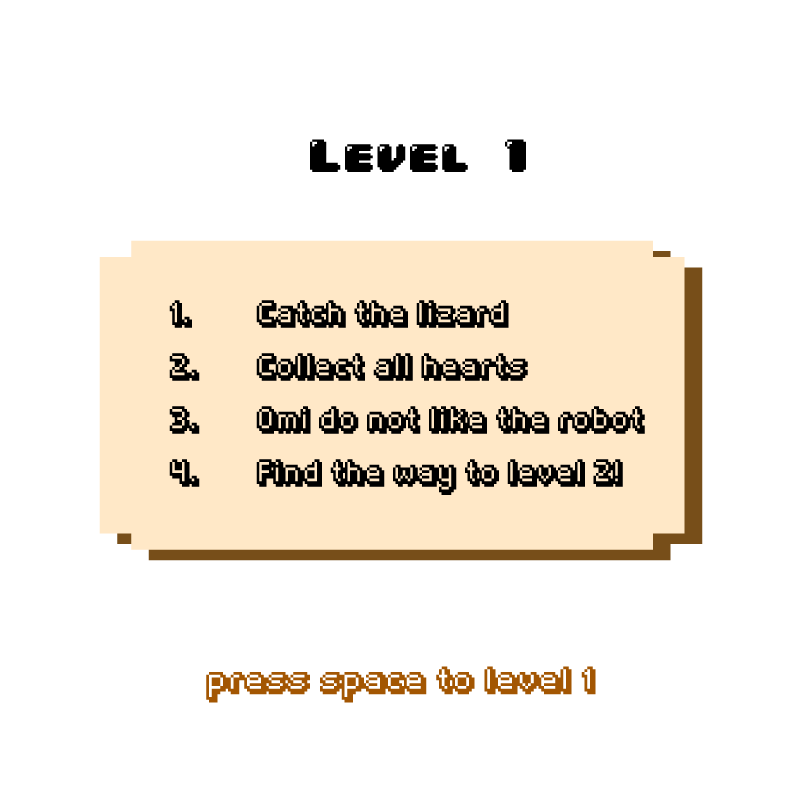 Level 1
1. Catch the lizard
2. Collect all hearts
3. Omi do not like the robot
4. Find the way to level 2!
press space to level 1